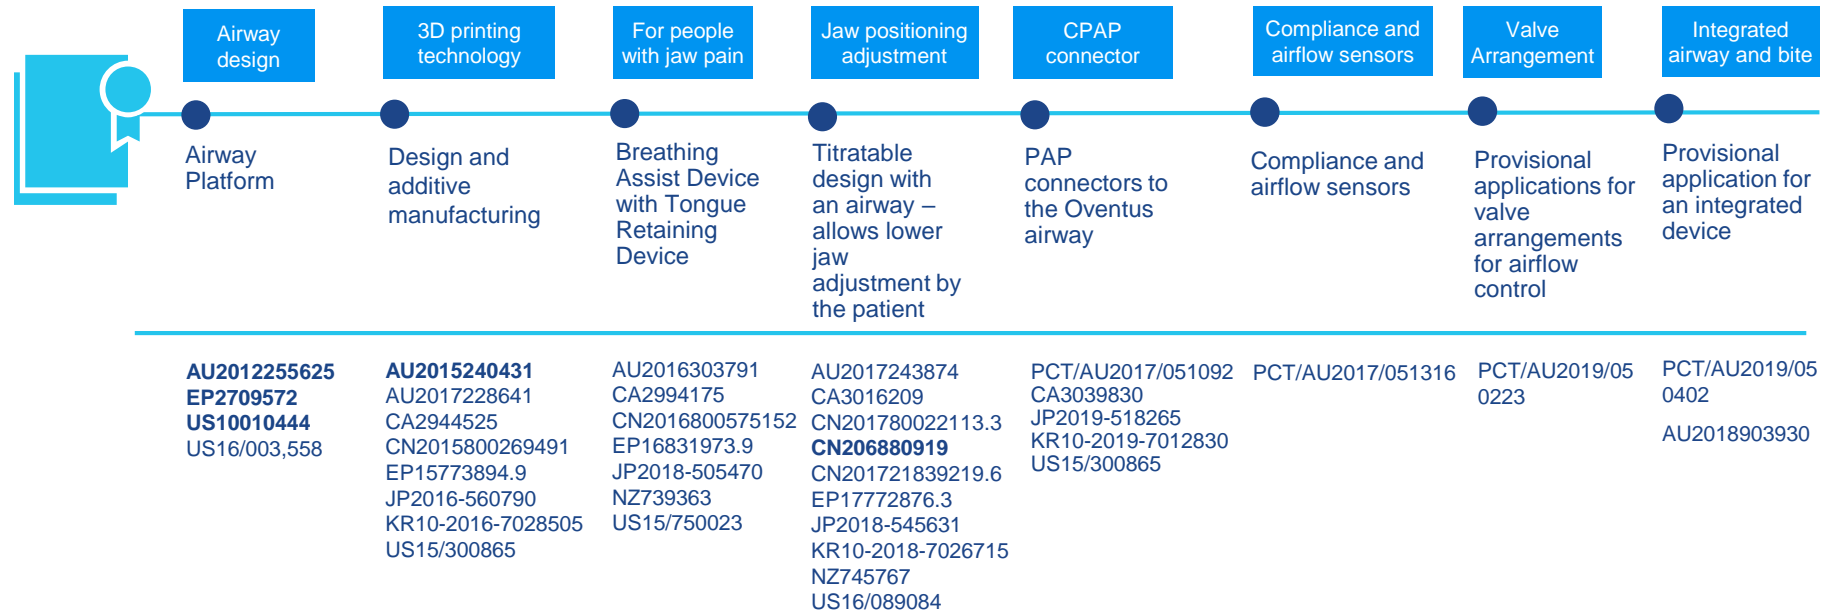 Airway
design
3D printing
technology
For people
with jaw pain
Jaw positioning
adjustment
CPAP
connector
Compliance and
airflow sensors
Valve
Arrangement
Integrated
airway and bite
Airway
Platform
Design and
additive
manufacturing
Breathing
Assist Device
with Tongue
Retaining
Device
Titratable
design with
an airway –
allows lower
jaw
adjustment by
the patient
PAP
connectors to
the Oventus
airway
Compliance and
airflow sensors
Provisional
applications for
valve
arrangements
for airflow
control
Provisional
application for
an integrated
device
AU2012255625
EP2709572
US10010444
US16/003,558
AU2015240431
AU2017228641
CA2944525
CN2015800269491
EP15773894.9
JP2016-560790
KR10-2016-7028505
US15/300865
AU2016303791
CA2994175
CN2016800575152
EP16831973.9
JP2018-505470
NZ739363
US15/750023
AU2017243874
CA3016209
CN201780022113.3
CN206880919
CN201721839219.6
EP17772876.3
JP2018-545631
KR10-2018-7026715
NZ745767
US16/089084
PCT/AU2017/051092
CA3039830
JP2019-518265
KR10-2019-7012830
US15/300865
PCT/AU2017/051316
PCT/AU2019/05
0223
PCT/AU2019/05
0402
AU2018903930